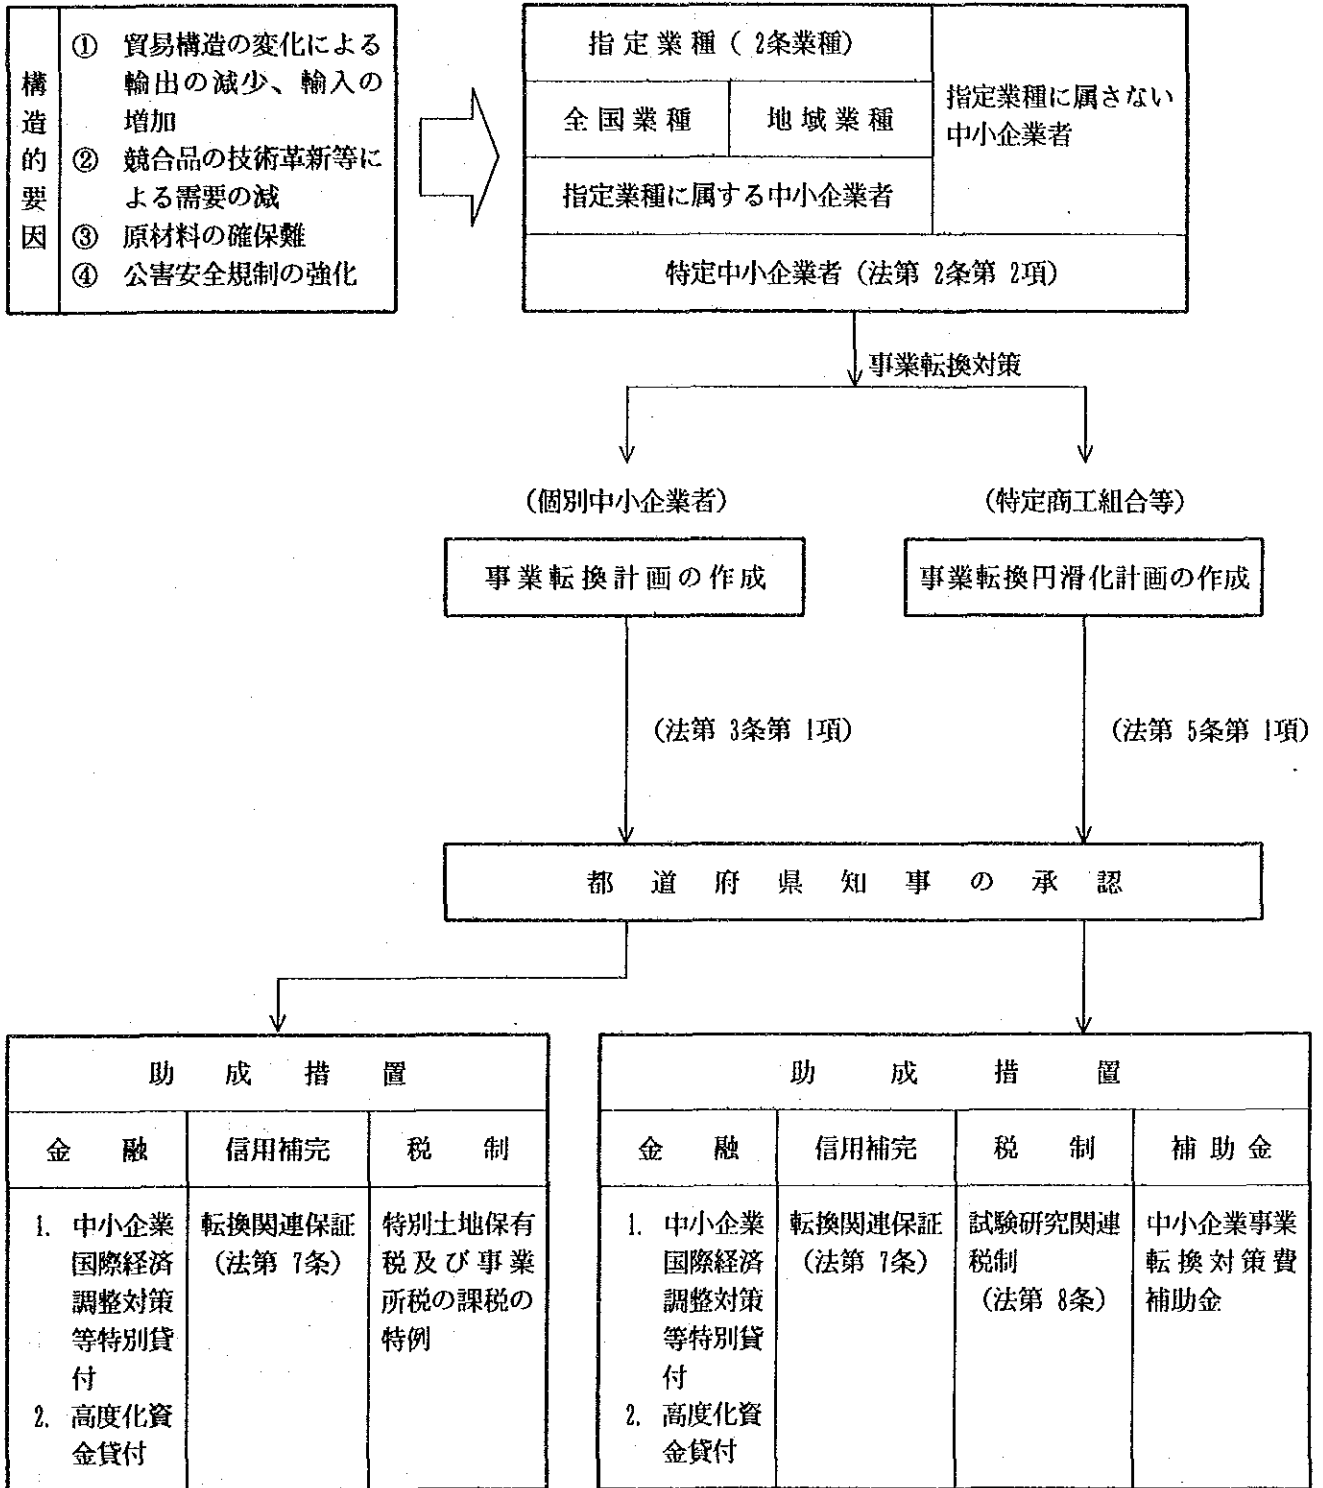 構造的要因
① 貿易構造の変化による
輸出の減少、輸入の
増加
② 競合品の技術革新等に
よる需要の減
③ 原材料の確保難
④ 公害安全規制の強化
指定業種(2条業種)
全国業種
地域業種
指定業種に属する中小企業者
指定業種に属さない
中小企業者
特定中小企業者(法第2条第2項)
事業転換対策
(個別中小企業者)
(特定商工組合等)
事業転換計画の作成
事業転換円滑化計画の作成
(法第3条第1項)
(法第5条第1項)
都道府県知事の承認
助成措置
金融
信用補完
税制
1. 中小企業
国際経済
調整対策
等特別貸
付
2. 高度化資
金貸付
転換関連保証
(法第7条)
特別土地保有
税及び事業
所税の課税の
特例
助成措置
金融
信用補完
税制
補助金
1. 中小企業
国際経済
調整対策
等特別貸
付
2. 高度化資
金貸付
転換関連保証
(法第7条)
試験研究関連
税制
(法第8条)
中小企業事業
転換対策費
補助金